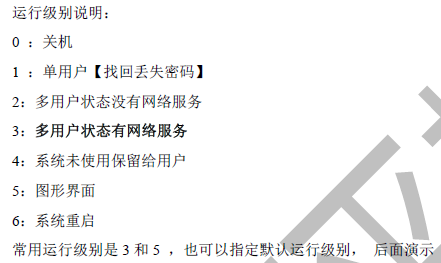 运行级别说明：
0 ：关机
1 ：单用户【找回丢失密码】
2：多用户状态没有网络服务
3：多用户状态有网络服务
4：系统未使用保留给用户
5：图形界面
6：系统重启
常用运行级别是 3 和 5 ，也可以指定默认运行级别， 后面演示